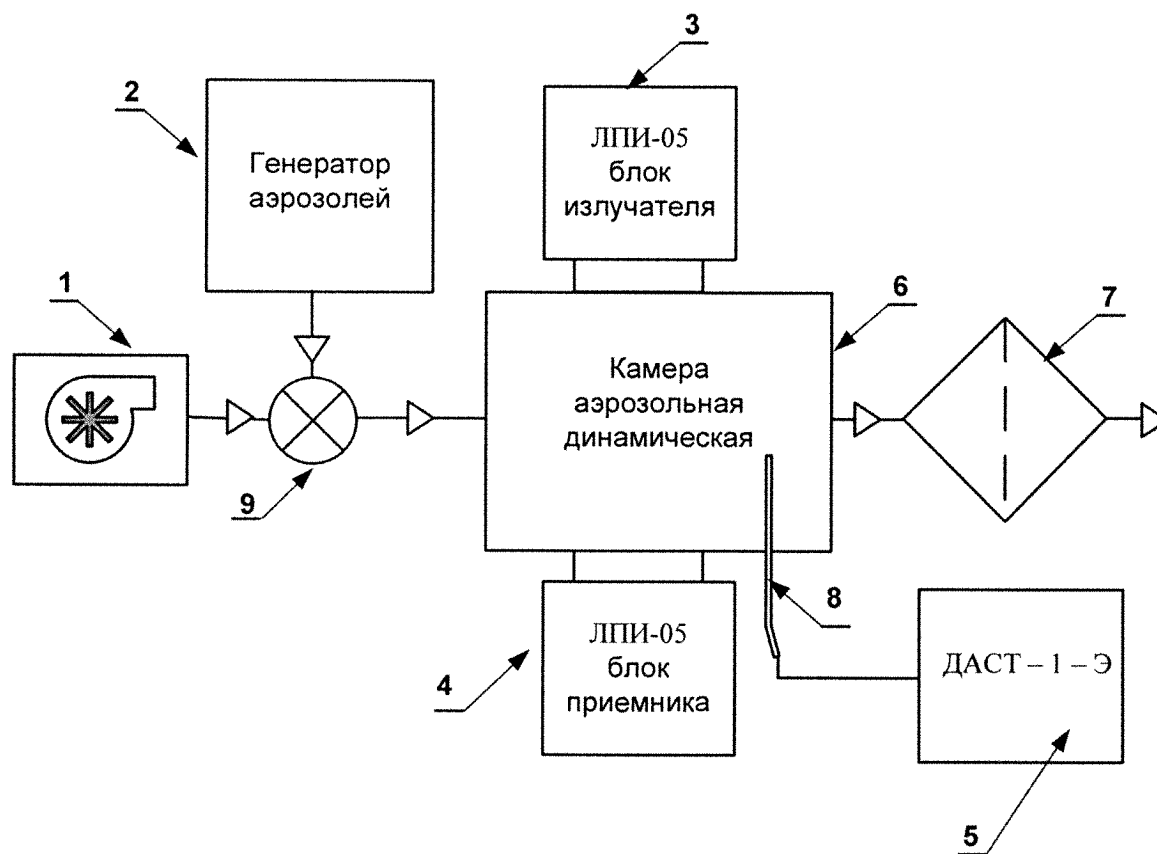 3
2
ЛПИ-05
блок
излучателя
Генератор
аэрозолей
1
6
7
Камера
аэрозольная
динамическая
9
8
ЛПИ-05
блок
приемника
4
ДАСТ – 1 – Э
5